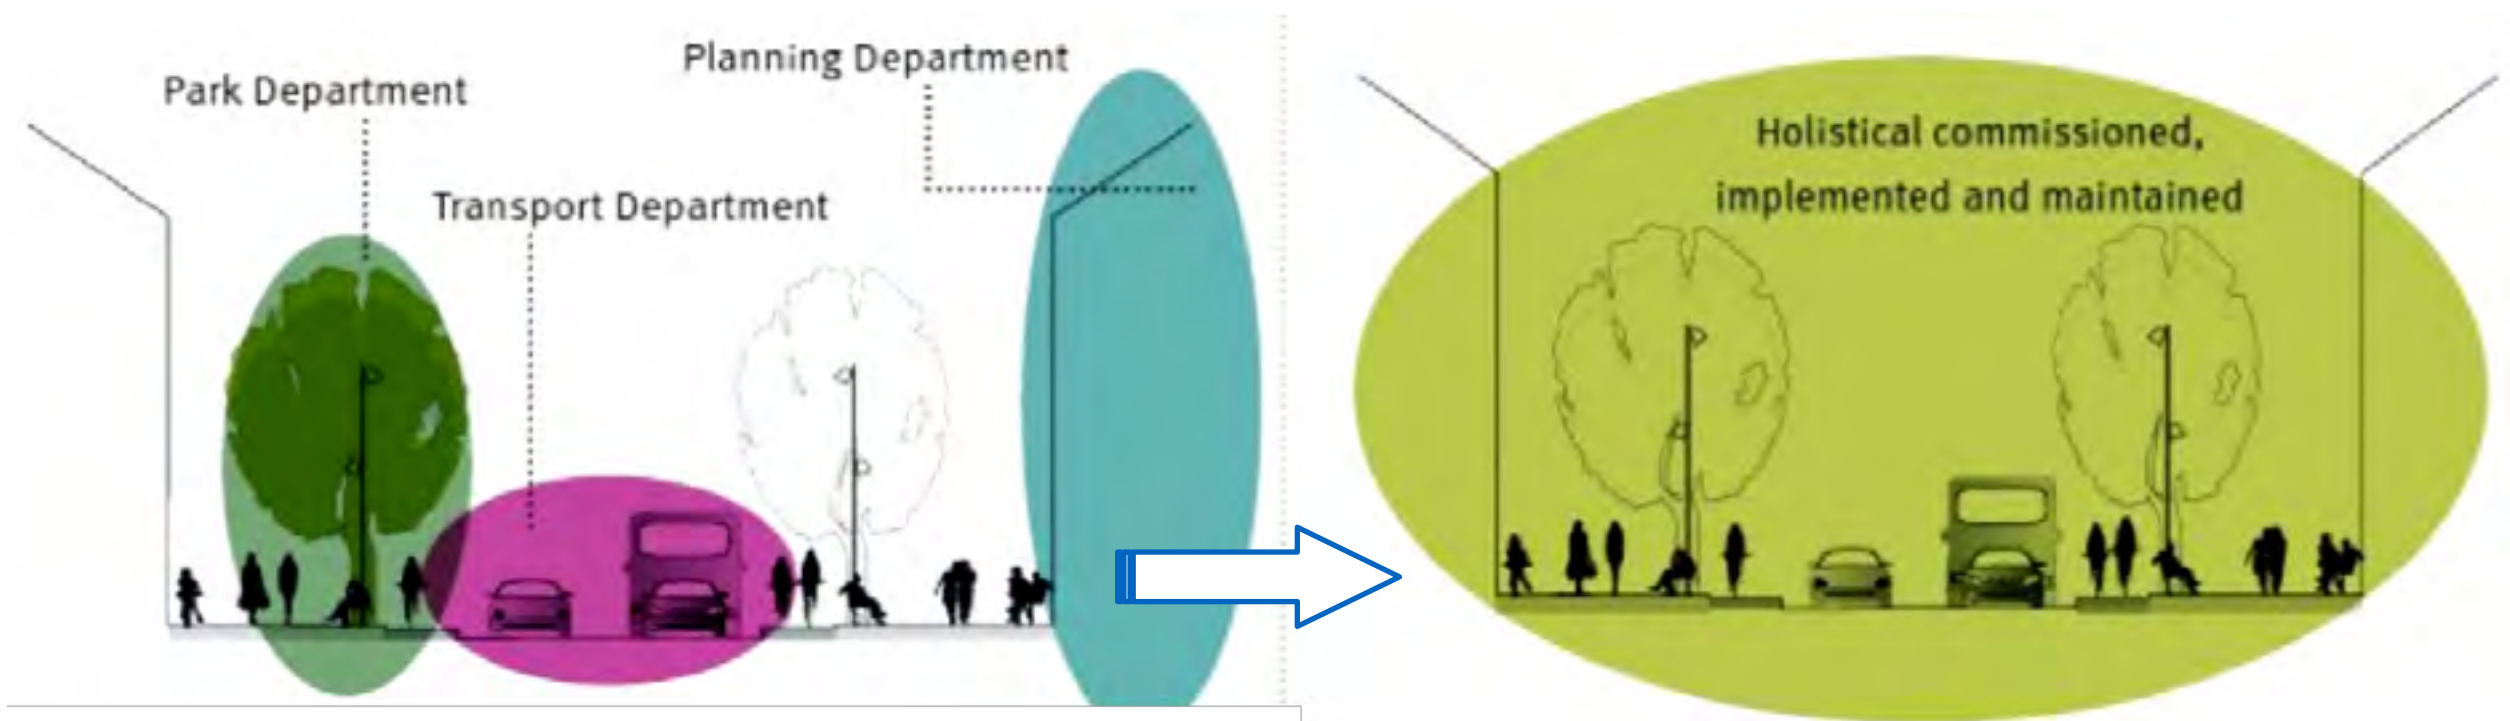 Park Department
Planning Department
Transport Department
Holistical commissioned,
implemented and maintained